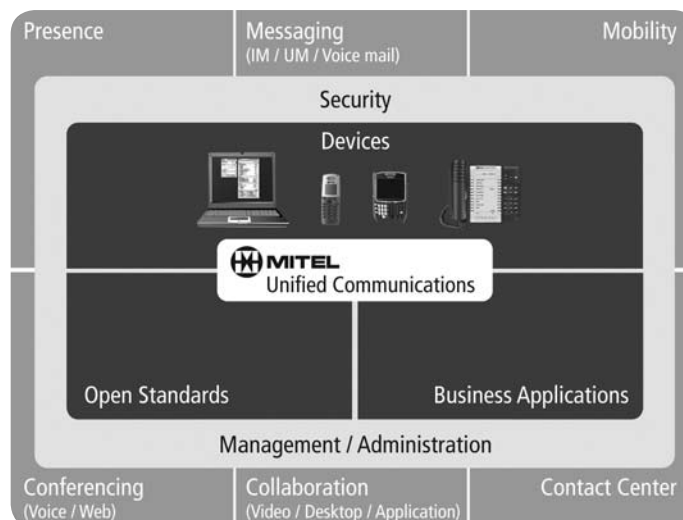 Presence
Messaging
(IM / UM / Voice mail)
Mobility
Security
Devices
MITEL
Unified Communications
Open Standards
Business Applications
Management / Administration
Conferencing
(Voice / Web)
Collaboration
(Video / Desktop / Application)
Contact Center